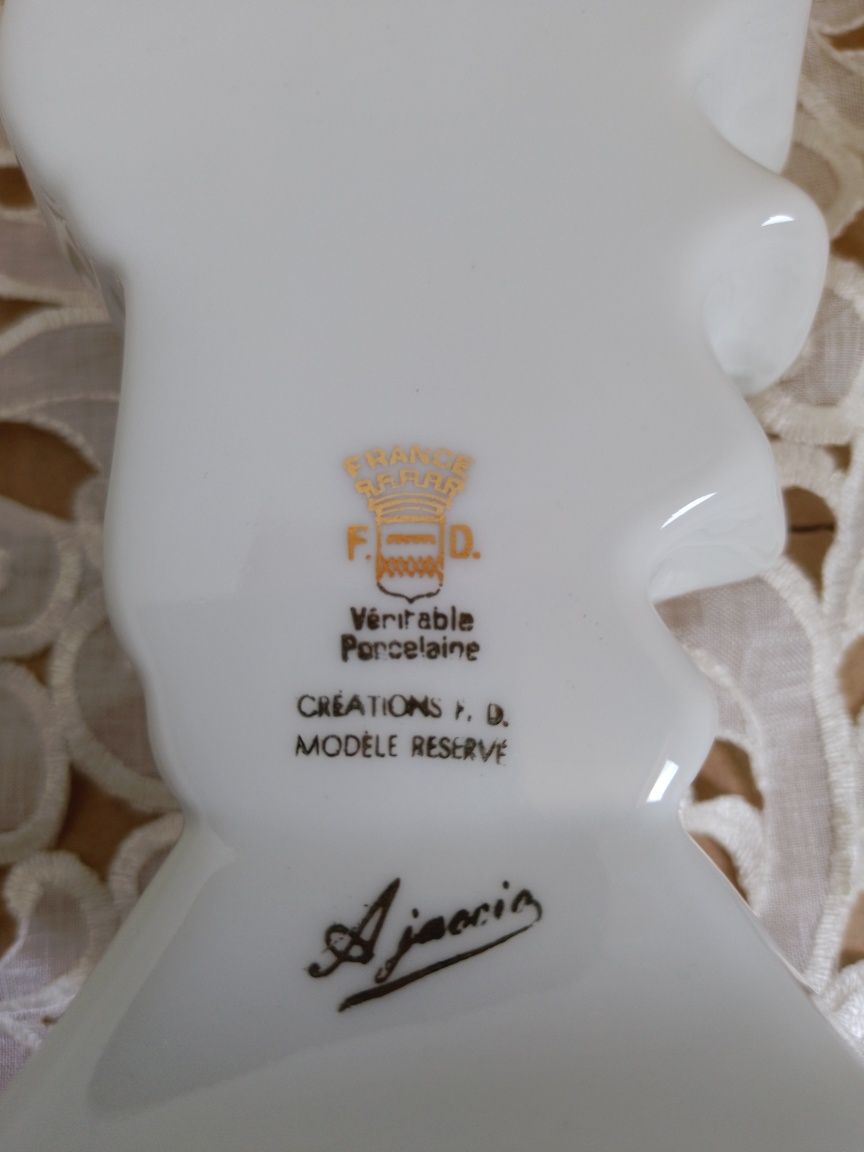 FRANCE
F. D.
Véritable
Porcelaine
CRÉATIONS F. D.
MODÈLE RESERVÉ
Ajaccio